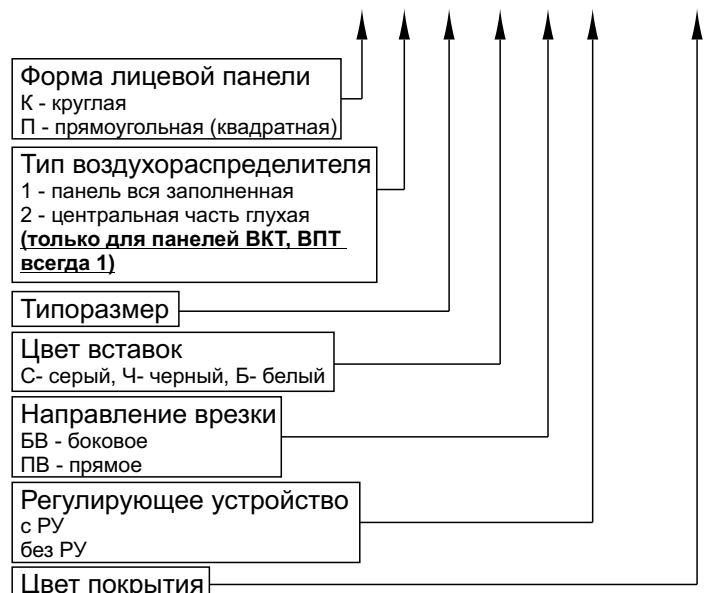 Форма лицевой панели
К - круглая
П - прямоугольная (квадратная)
Тип воздухораспределителя
1 - панель вся заполненная
2 - центральная часть глухая
(только для панелей ВКТ, ВПТ
всегда 1)
Типоразмер
Цвет вставок
С- серый, Ч- черный, Б- белый
Направление врезки
БВ - боковое
ПВ - прямое
Регулирующее устройство
с РУ
без РУ
Цвет покрытия